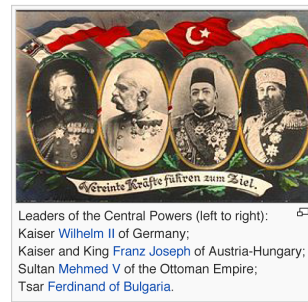 Vereinte Kräfte führen zum Ziel.
Leaders of the Central Powers (left to right):
Kaiser Wilhelm II of Germany;
Kaiser and King Franz Joseph of Austria-Hungary;
Sultan Mehmed V of the Ottoman Empire;
Tsar Ferdinand of Bulgaria.